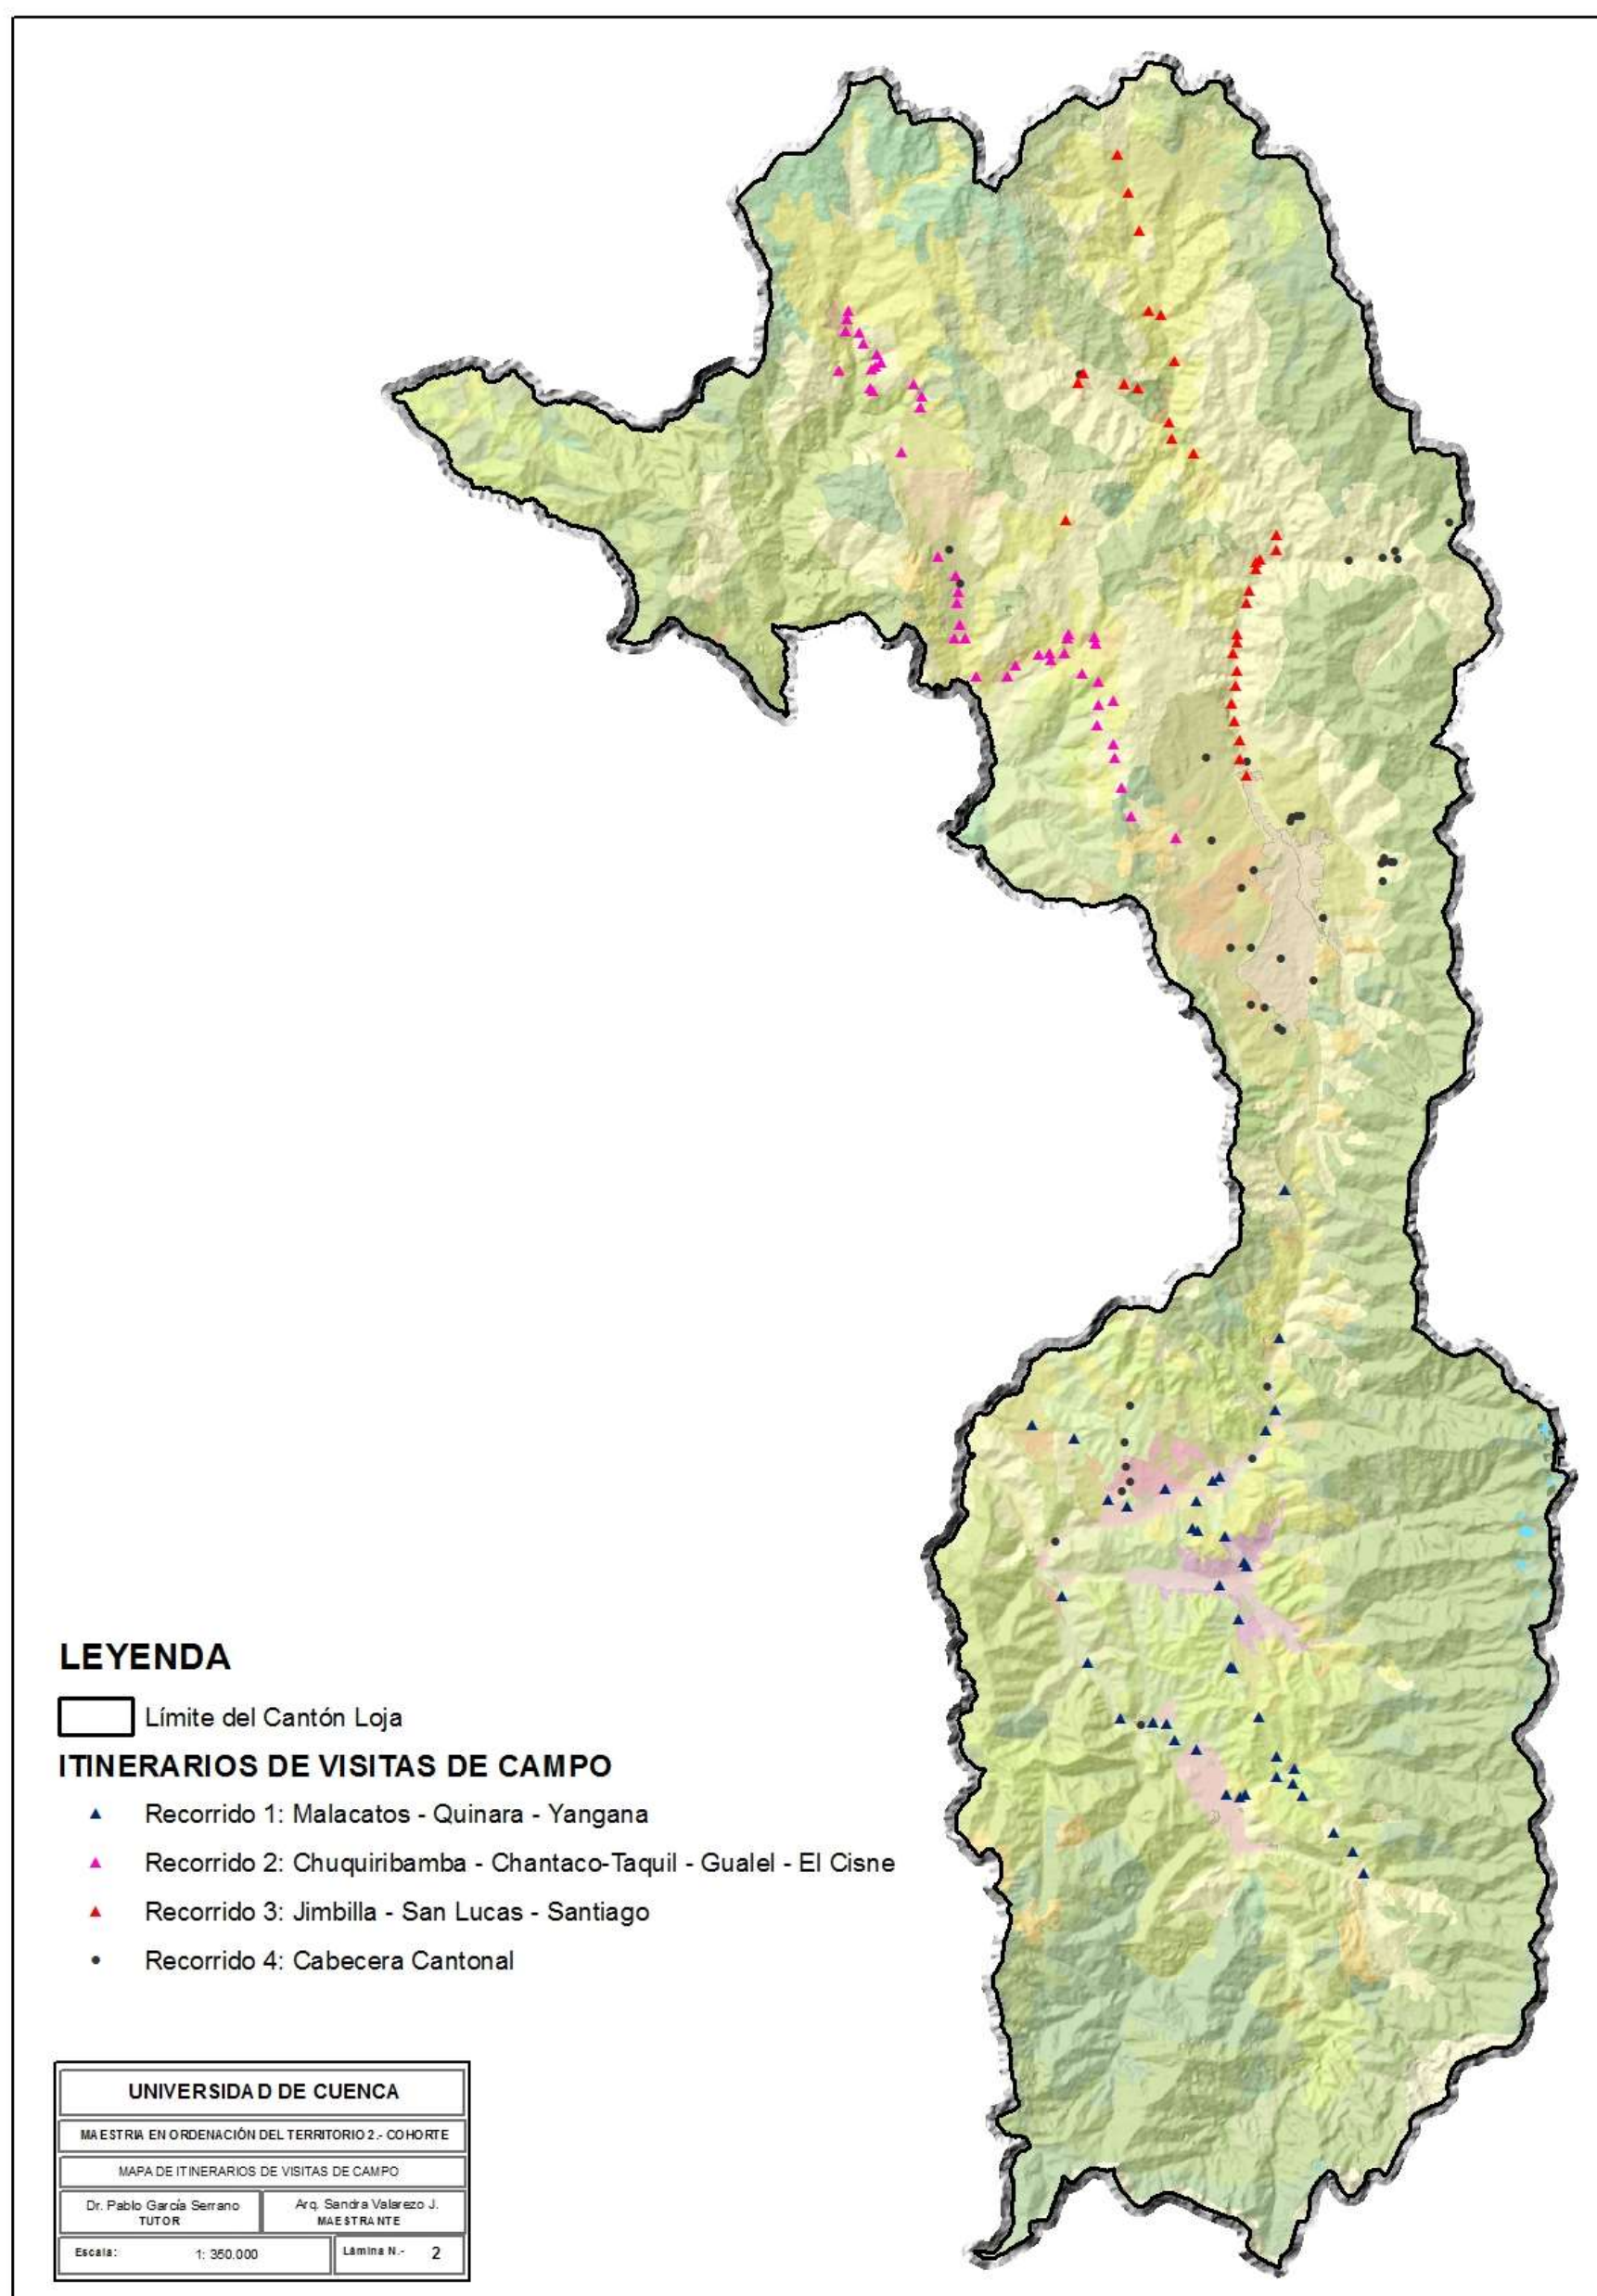 LEYENDA
Límite del Cantón Loja
ITINERARIOS DE VISITAS DE CAMPO
Recorrido 1: Malacatos - Quinara - Yangana
Recorrido 2: Chuquiribamba - Chantaco-Taquil - Gualel - El Cisne
Recorrido 3: Jimbilla - San Lucas - Santiago
Recorrido 4: Cabecera Cantonal
UNIVERSIDAD DE CUENCA
MAESTRIA EN ORDENACIÓN DEL TERRITORIO 2.- COHORTE
MAPA DE ITINERARIOS DE VISITAS DE CAMPO
Dr. Pablo García Serrano
TUTOR
Arq. Sandra Valarezo J.
MAESTRANTE
Escala: 1: 350.000
Lámina N.- 2